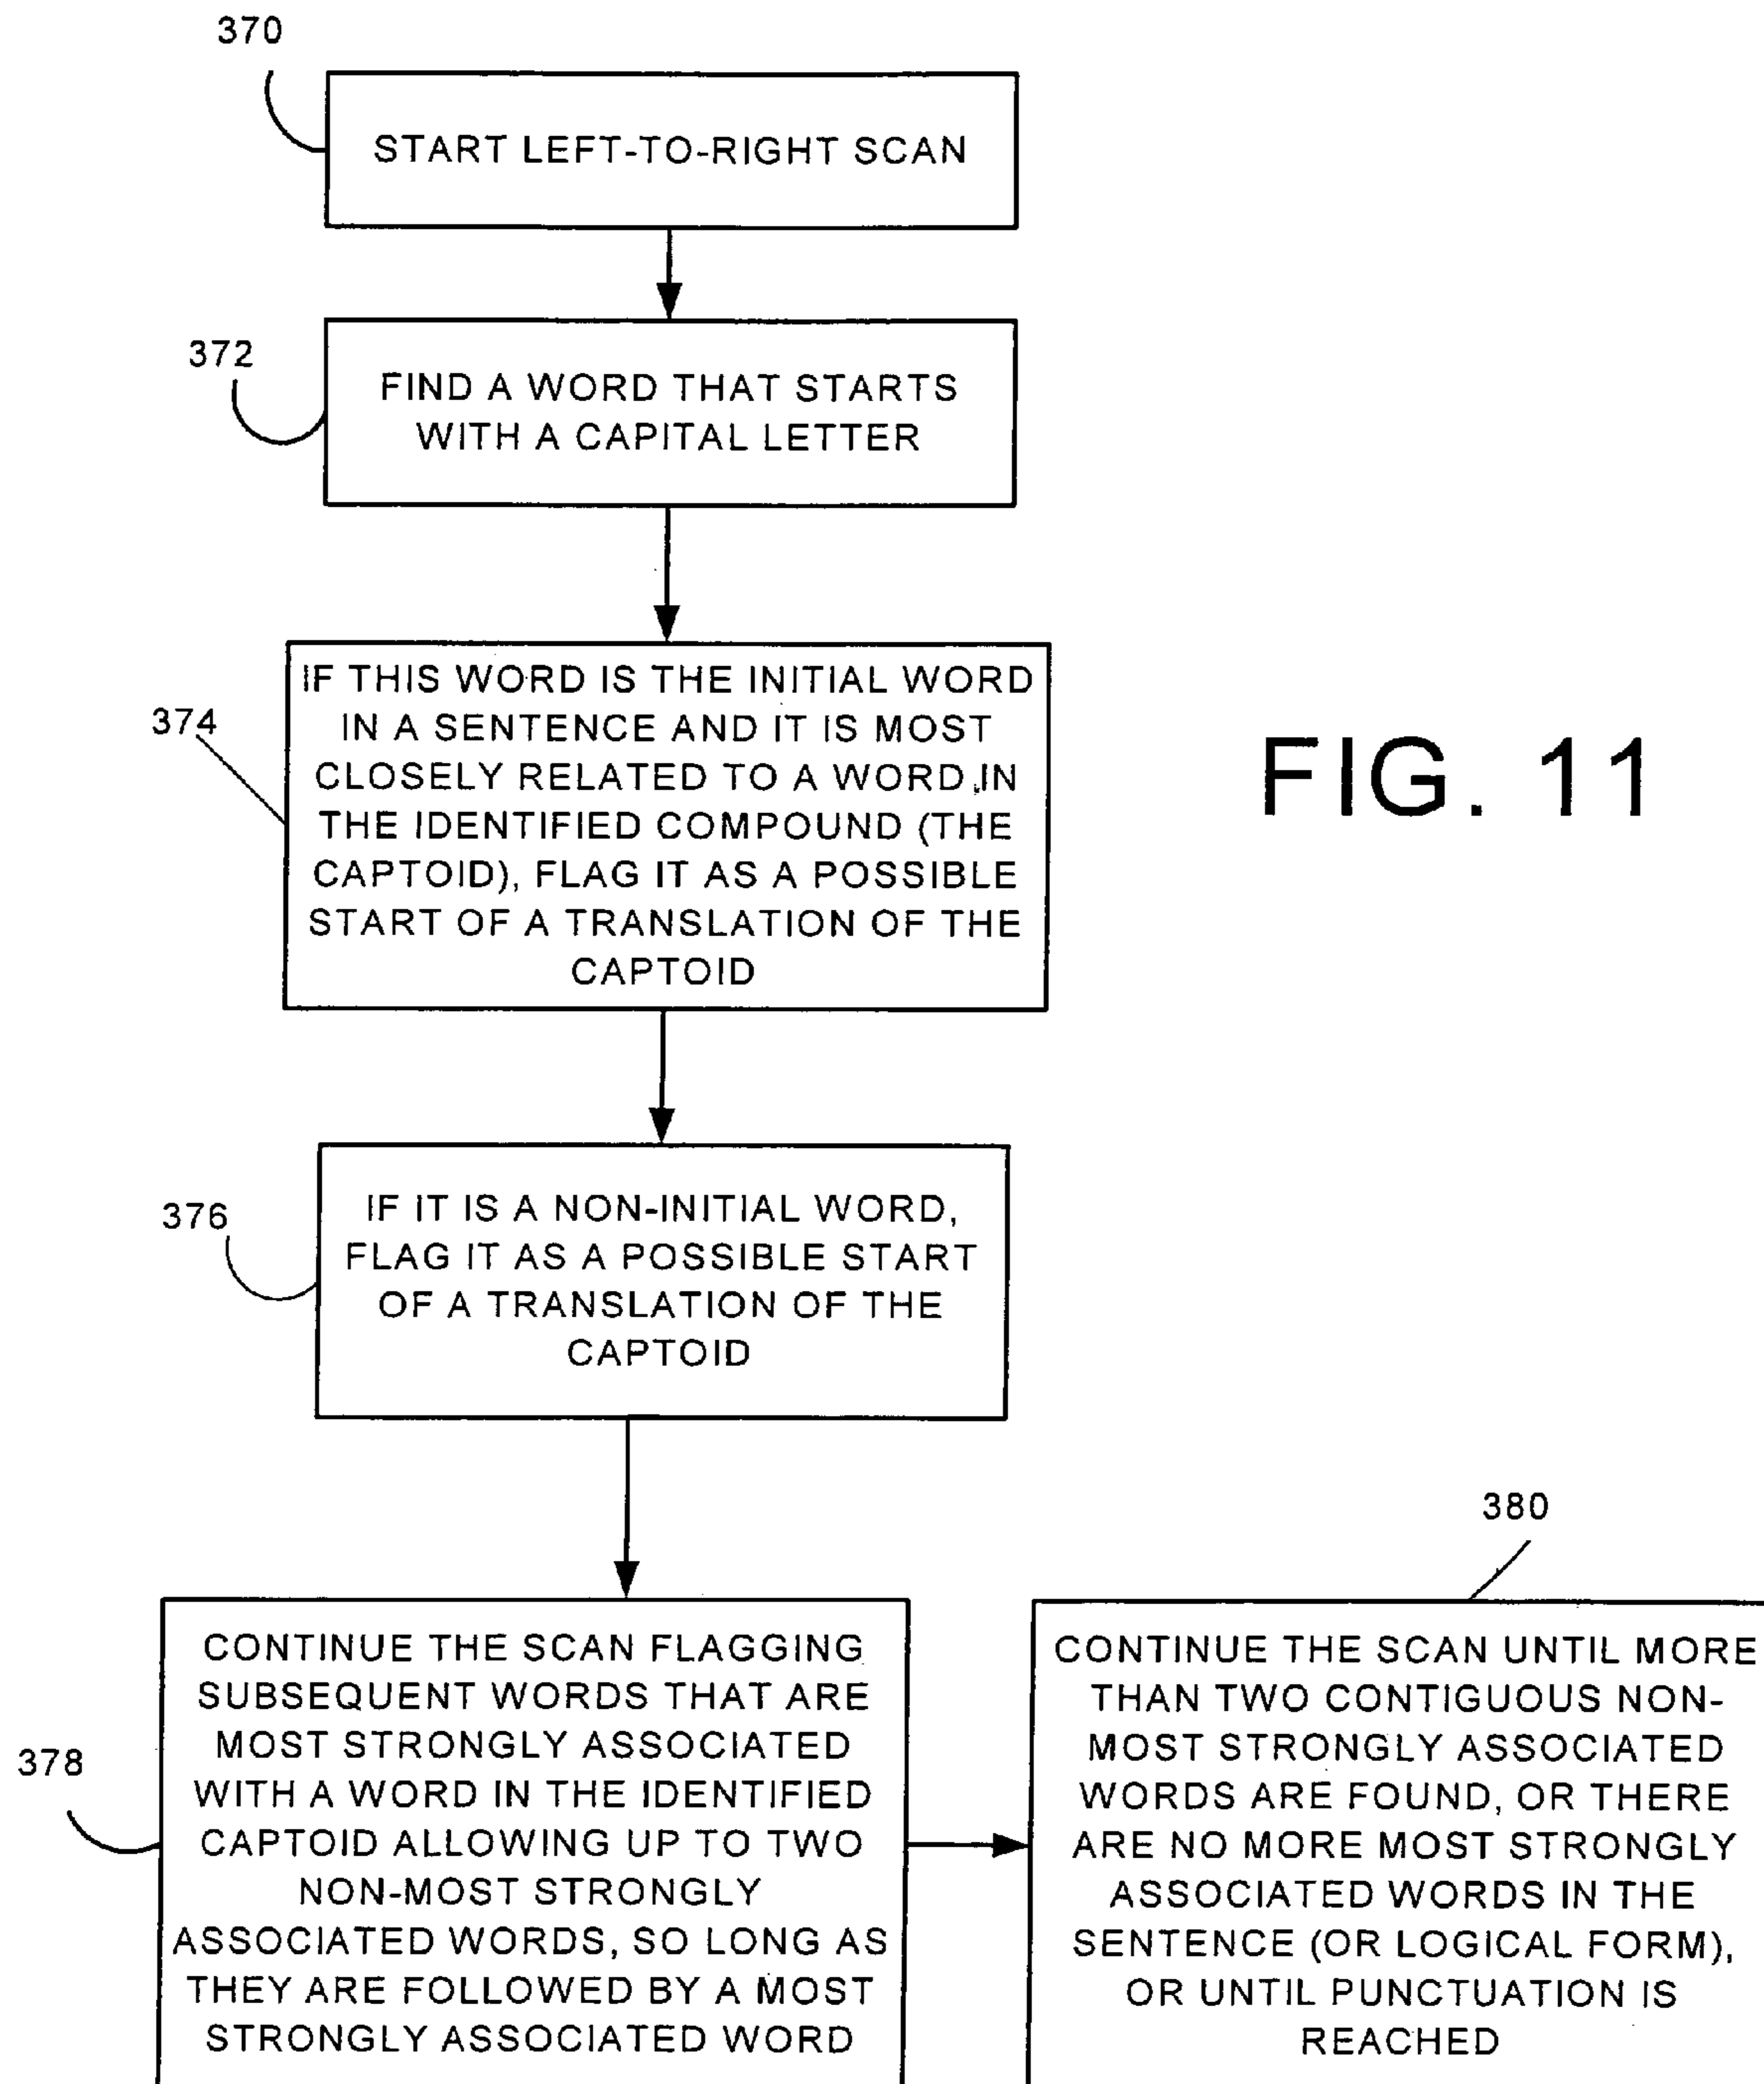 370
START LEFT-TO-RIGHT SCAN
372
FIND A WORD THAT STARTS
WITH A CAPITAL LETTER
374
IF THIS WORD IS THE INITIAL WORD
IN A SENTENCE AND IT IS MOST
CLOSELY RELATED TO A WORD IN
THE IDENTIFIED COMPOUND (THE
CAPTOID), FLAG IT AS A POSSIBLE
START OF A TRANSLATION OF THE
CAPTOID
FIG. 11
376
IF IT IS A NON-INITIAL WORD,
FLAG IT AS A POSSIBLE START
OF A TRANSLATION OF THE
CAPTOID
378
CONTINUE THE SCAN FLAGGING
SUBSEQUENT WORDS THAT ARE
MOST STRONGLY ASSOCIATED
WITH A WORD IN THE IDENTIFIED
CAPTOID ALLOWING UP TO TWO
NON-MOST STRONGLY
ASSOCIATED WORDS, SO LONG AS
THEY ARE FOLLOWED BY A MOST
STRONGLY ASSOCIATED WORD
380
CONTINUE THE SCAN UNTIL MORE
THAN TWO CONTIGUOUS NON-
MOST STRONGLY ASSOCIATED
WORDS ARE FOUND, OR THERE
ARE NO MORE MOST STRONGLY
ASSOCIATED WORDS IN THE
SENTENCE (OR LOGICAL FORM),
OR UNTIL PUNCTUATION IS
REACHED